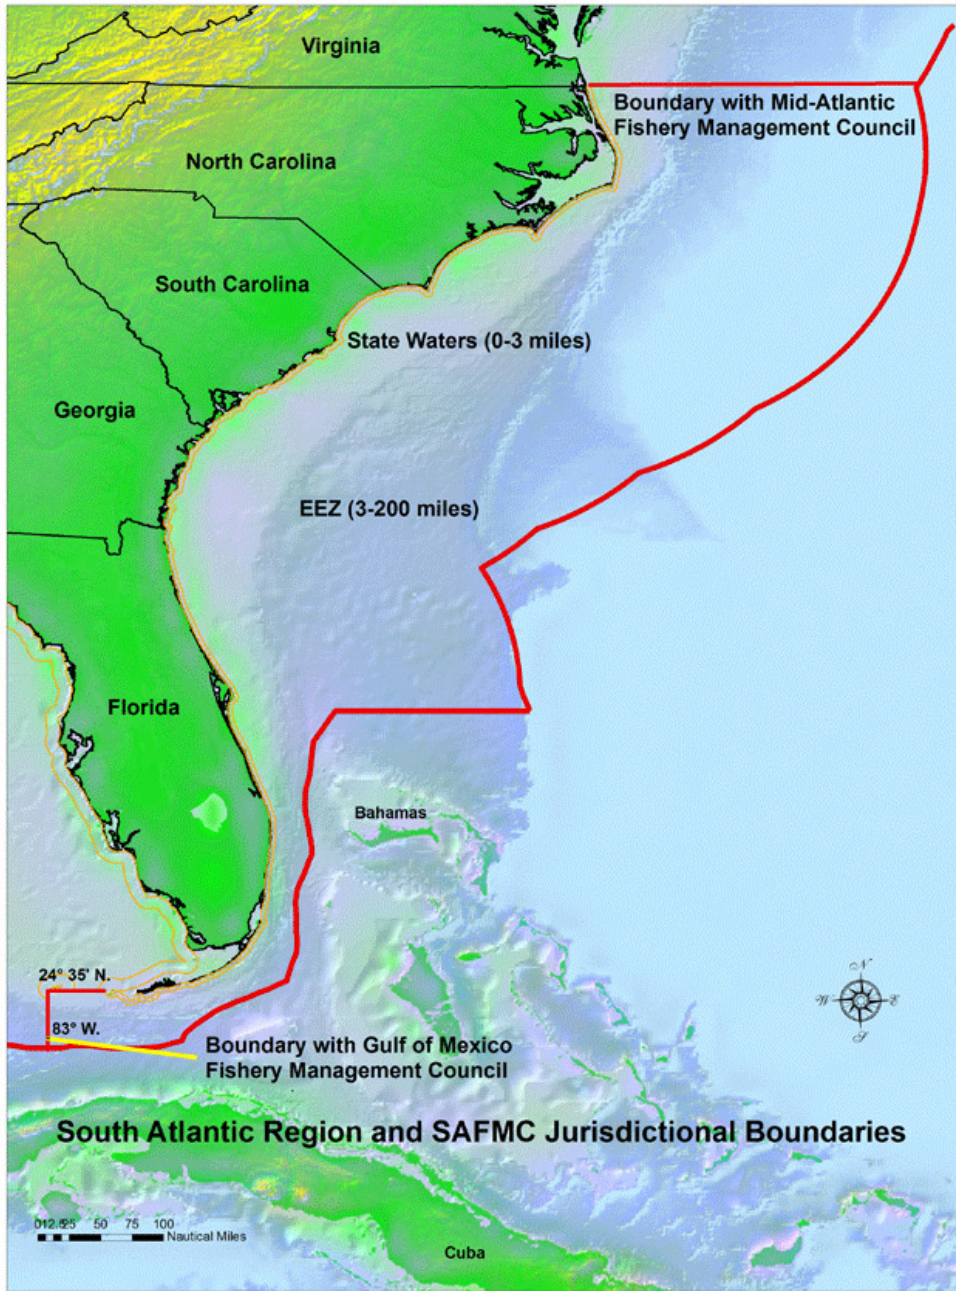 Virginia
Boundary with Mid-Atlantic
Fishery Management Council
North Carolina
South Carolina
State Waters (0-3 miles)
Georgia
EEZ (3-200 miles)
Florida
Bahamas
24° 35' N.
83° W.
N
W
E
S
Boundary with Gulf of Mexico
Fishery Management Council
South Atlantic Region and SAFMC Jurisdictional Boundaries
50 75 100
Nautical Miles
Cuba